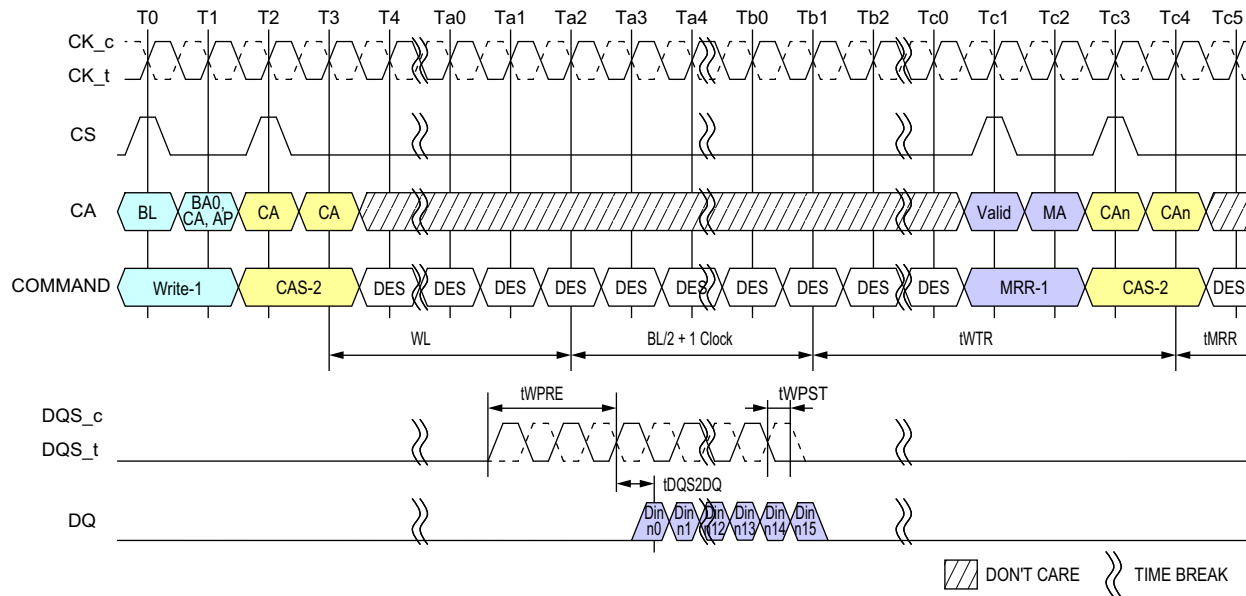 T0 T1 T2 T3 T4 Ta0 Ta1 Ta2 Ta3 Ta4 Tb0 Tb1 Tb2 Tc0 Tc1 Tc2 Tc3 Tc4 Tc5
CK_c
CK_t
CS
CA BL BA0, CA, AP CA CA Valid MA CAn CAn
COMMAND Write-1 CAS-2 DES DES DES DES DES DES DES DES DES DES MRR-1 CAS-2 DES
WL BL/2 + 1 Clock tWTR tMRR
tWPRE tWPST
DQS_c
DQS_t
tDQS2DQ
DQ Din n0 Din n1 Din n12 Din n13 Din n14 Din n15
DON'T CARE TIME BREAK